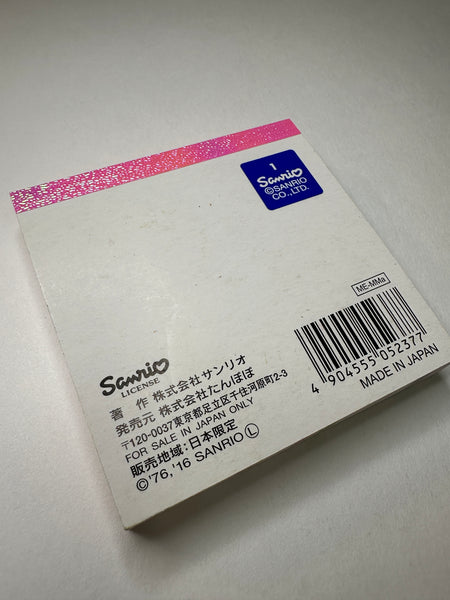 1
Sanrio
©SANRIO
CO.,LTD.
ME-MMa
4 904555 052377
MADE IN JAPAN
Sanrio
LICENSE
著 作 株式会社サンリオ
発売元 株式会社たんぽぽ
〒120-0037東京都足立区千住河原町2-3
FOR SALE IN JAPAN ONLY
販売地域:日本限定
©'76,'16 SANRIO Ⓛ